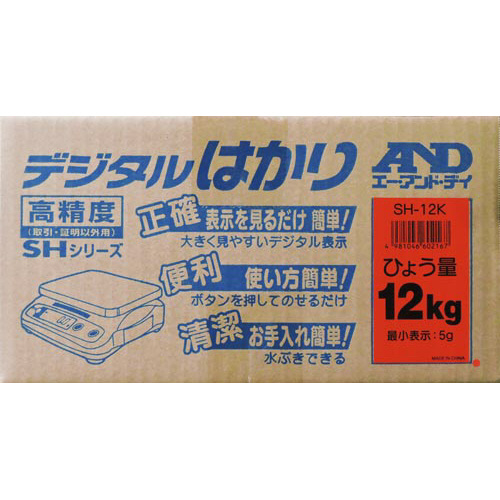 デジタルはかり
AND
エー・アンド・デイ
高精度
(取引・証明以外用)
SHシリーズ
正確 表示を見るだけ 簡単!
大きく見やすいデジタル表示
便利 使い方簡単!
ボタンを押してのせるだけ
清潔 お手入れ簡単!
水ぶきできる
SH-12K
4 981046 602167
ひょう量
12kg
最小表示:5g
MADE IN CHINA